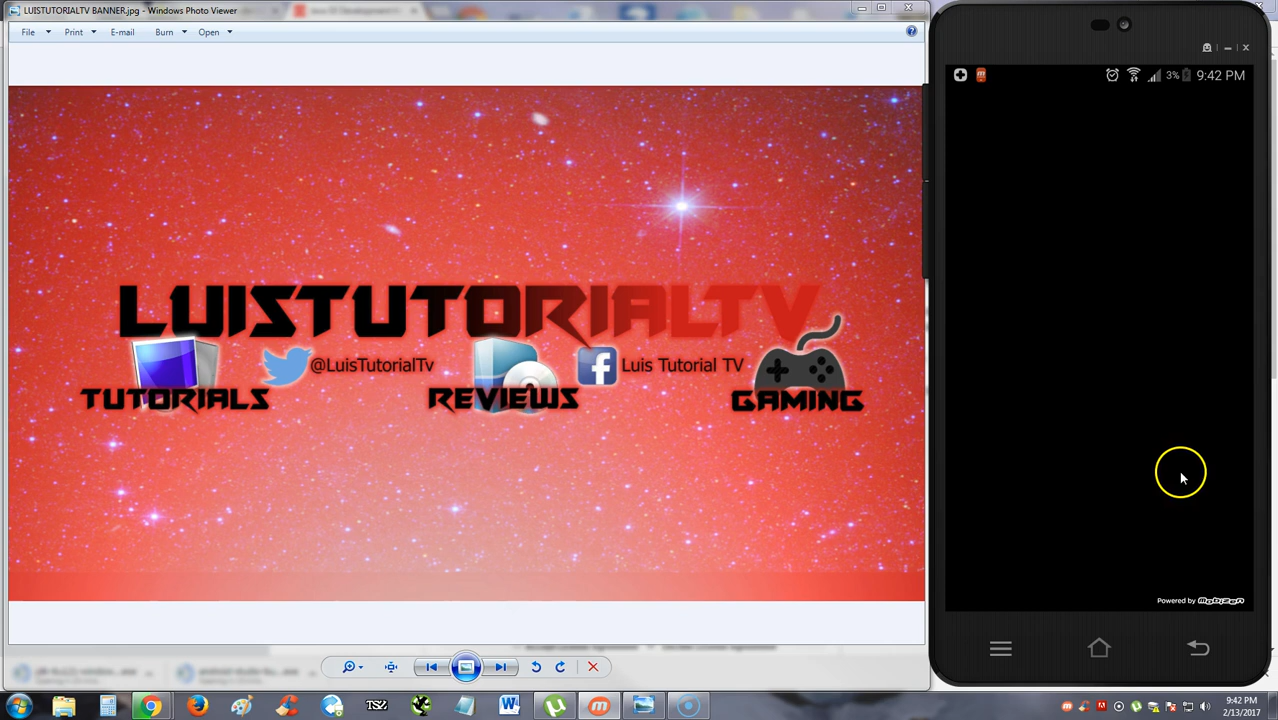 LUISTUTORIALTV BANNER.jpg - Windows Photo Viewer
File Print E-mail Burn Open
LUISTUTORIALTV
@LuisTutorialTv
Luis Tutorial TV
TUTORIALS
REVIEWS
GAMING
3% 9:42 PM
Powered by mobizen
9:42 PM
2/13/2017